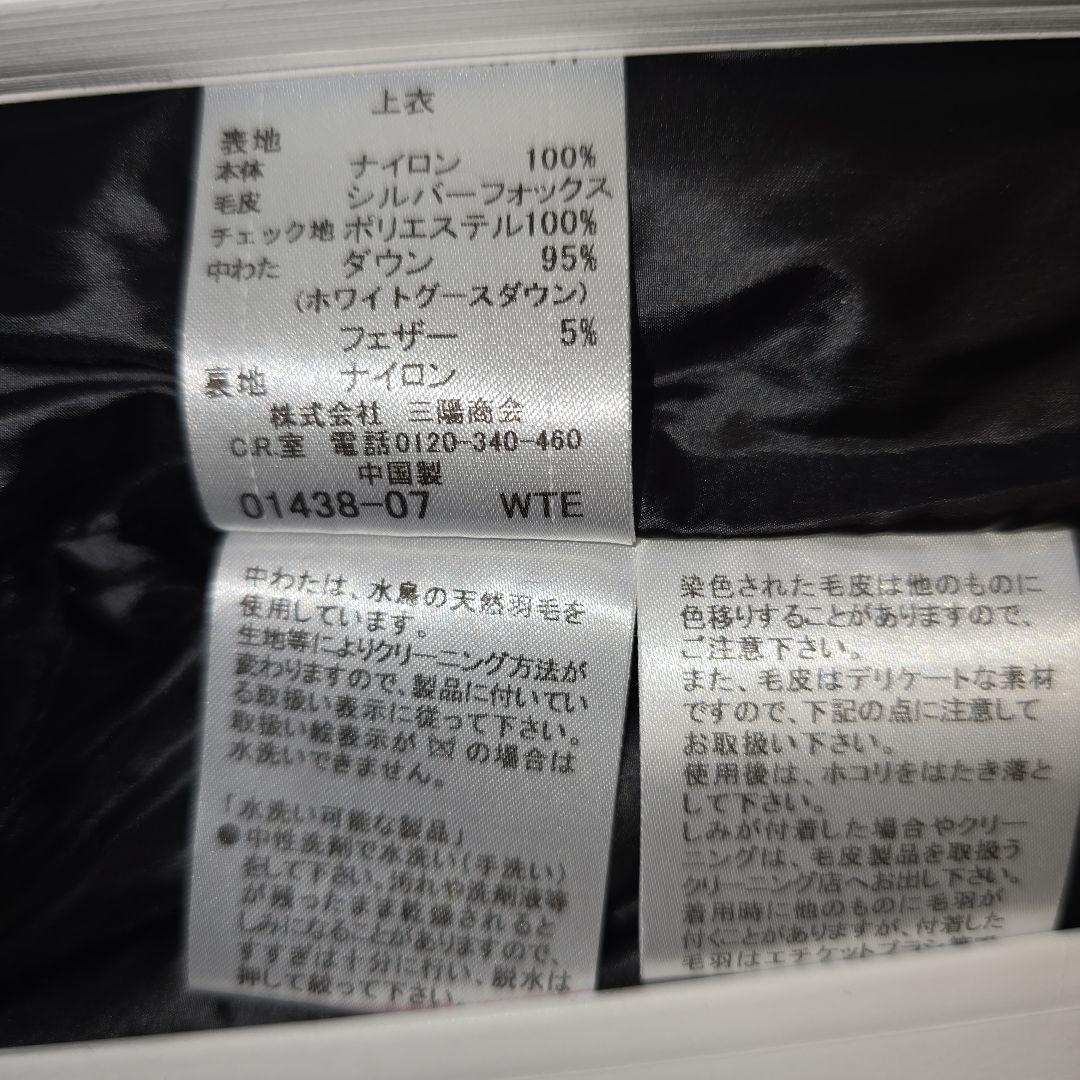 上衣
表地
本体 ナイロン 100%
毛皮 シルバーフォックス
チェック地 ポリエステル100%
中わた ダウン 95%
(ホワイトグースダウン)
フェザー 5%
裏地 ナイロン
株式会社 三陽商会
C.R.室 電話0120-340-460
中国製
01438-07 WTE
中わたは、水鳥の天然羽毛を
使用しています。
生地等によりクリーニング方法が
変わりますので、製品に付いてい
る取扱い表示に従って下さい。
取扱い絵表示が の場合は
水洗いできません。
「水洗い可能な製品」
●中性洗剤で水洗い(手洗い)
をして下さい。汚れや洗剤液等
が残ったまま乾燥されると
しみになることがありますので、
すすぎは十分に行い、脱水は
押して絞って下さい。
染色された毛皮は他のものに
色移りすることがありますので、
ご注意下さい。
また、毛皮はデリケートな素材
ですので、下記の点に注意して
お取扱い下さい。
使用後は、ホコリをはたき落と
して下さい。
しみが付着した場合やクリー
ニングは、毛皮製品を取扱う
クリーニング店へお出し下さい。
着用時に他のものに毛羽が
付くことがありますが、付着した
毛羽はエチケットブラシ等で